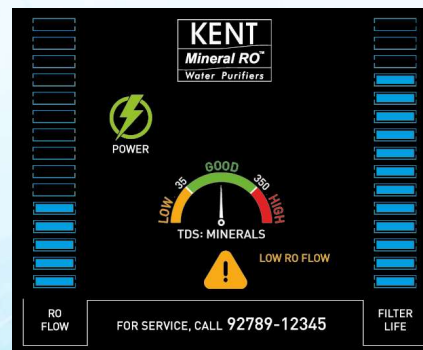 KENT
Mineral RO™
Water Purifiers
POWER
GOOD
35
350
LOW
HIGH
TDS: MINERALS
LOW RO FLOW
RO
FLOW
FOR SERVICE, CALL 92789-12345
FILTER
LIFE